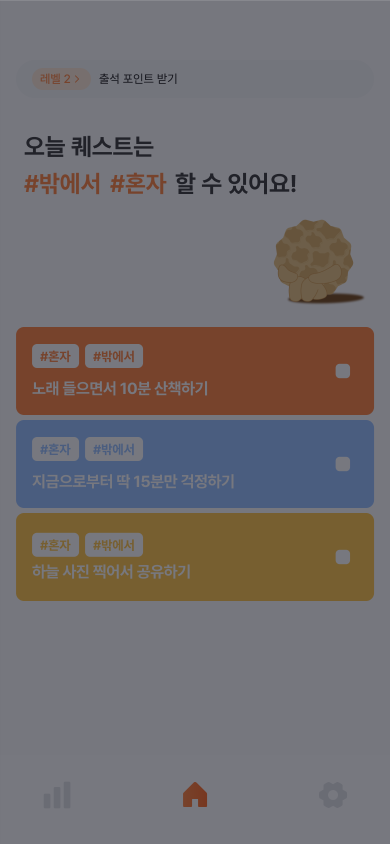 레벨 2 > 출석 포인트 받기
오늘 퀘스트는
#밖에서 #혼자 할 수 있어요!
#혼자 #밖에서
노래 들으면서 10분 산책하기
#혼자 #밖에서
지금으로부터 딱 15분만 걱정하기
#혼자 #밖에서
하늘 사진 찍어서 공유하기